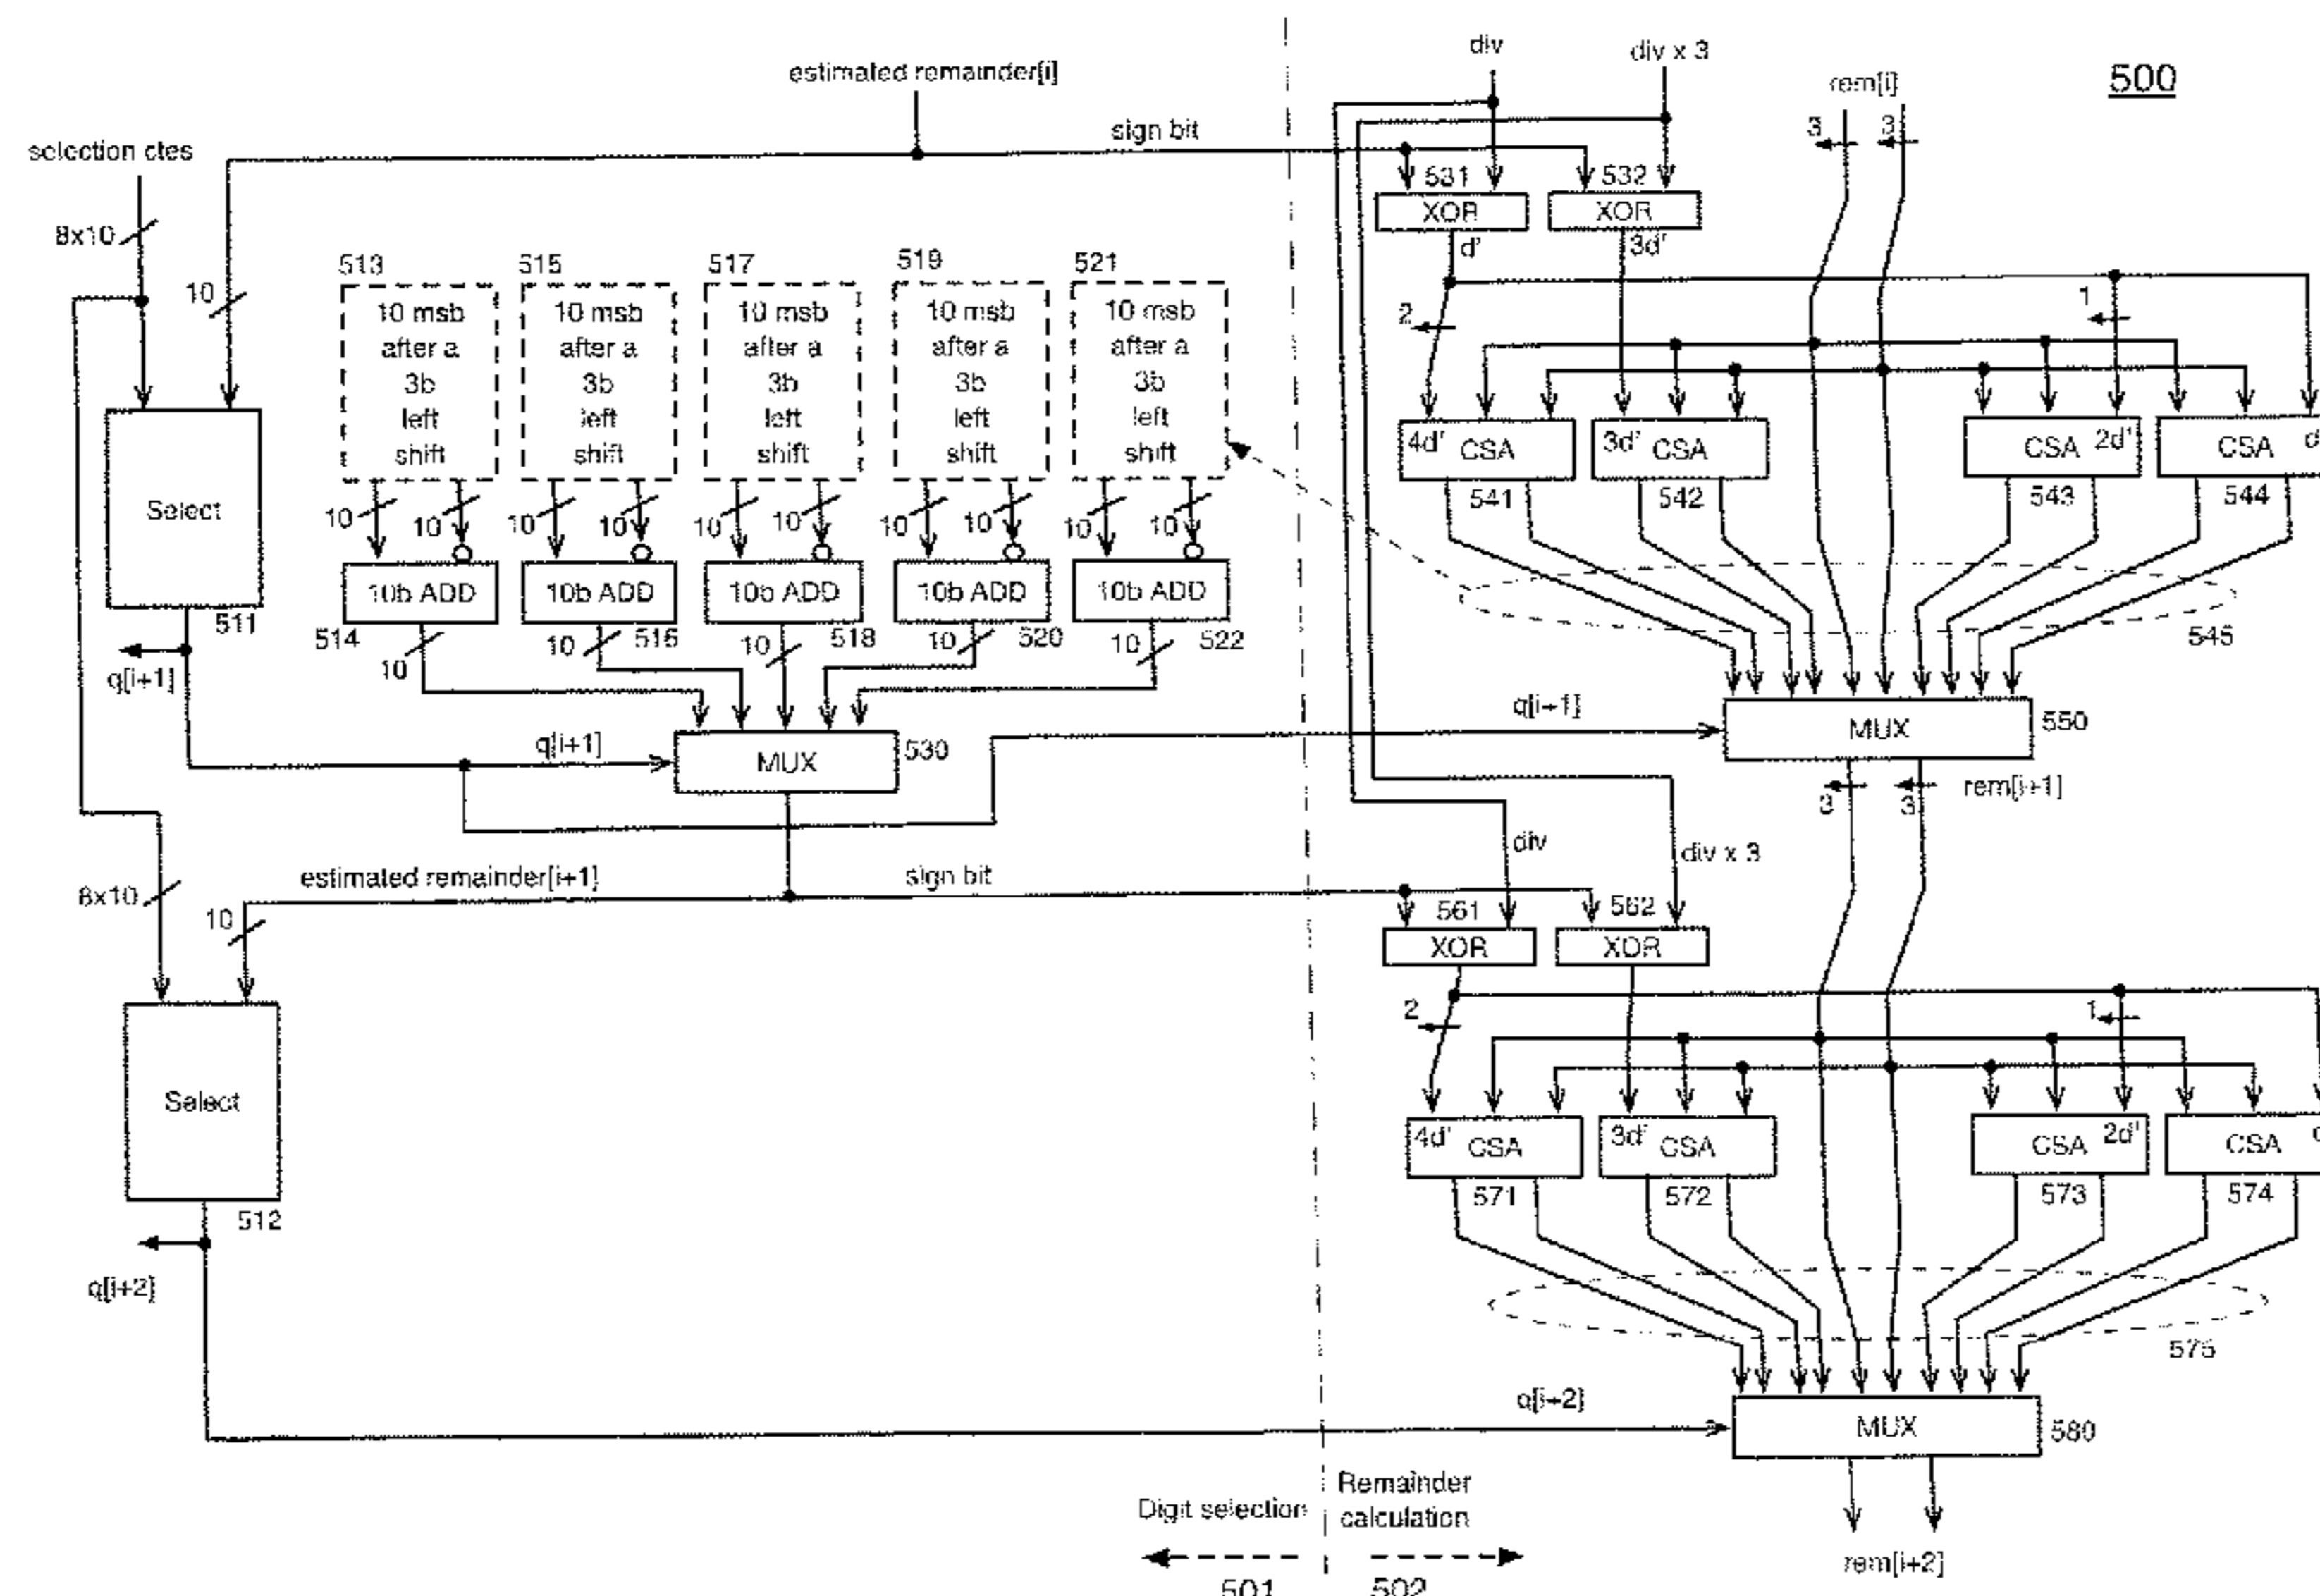 500
div
div x 3
rem[i]
estimated remainder[i]
sign bit
selection ctes
3
3
8x10
10
531
532
XOR
XOR
d'
3d'
513
515
517
519
521
10 msb after a 3b left shift
10 msb after a 3b left shift
10 msb after a 3b left shift
10 msb after a 3b left shift
10 msb after a 3b left shift
2
1
4d' CSA
3d' CSA
CSA 2d'
CSA
541
542
543
544
Select
511
10
10
10
10
10
10
10
10
10
10
10b ADD
10b ADD
10b ADD
10b ADD
10b ADD
514
516
518
520
522
10
10
10
10
10
545
q[i+1]
q[i+1]
q[i+1]
MUX
530
MUX
550
3
3
rem[i+1]
div
div x 3
8x10
estimated remainder[i+1]
sign bit
10
561
562
XOR
XOR
2
1
Select
512
4d' CSA
3d' CSA
CSA 2d'
CSA
571
572
573
574
q[i+2]
575
q[i+2]
MUX
580
Digit selection
Remainder calculation
501
502
rem[i+2]